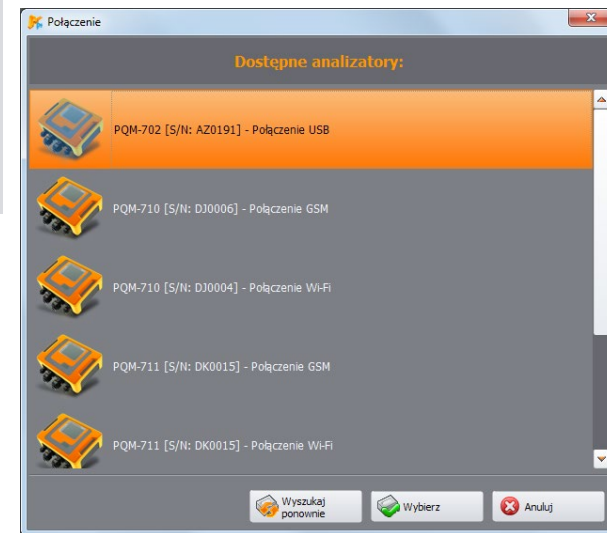 Połączenie
Dostępne analizatory:
PQM-702 [S/N: AZ0191] - Połączenie USB
PQM-710 [S/N: DJ0006] - Połączenie GSM
PQM-710 [S/N: DJ0004] - Połączenie Wi-Fi
PQM-711 [S/N: DK0015] - Połączenie GSM
PQM-711 [S/N: DK0015] - Połączenie Wi-Fi
Wyszukaj
ponownie
Wybierz
Anuluj